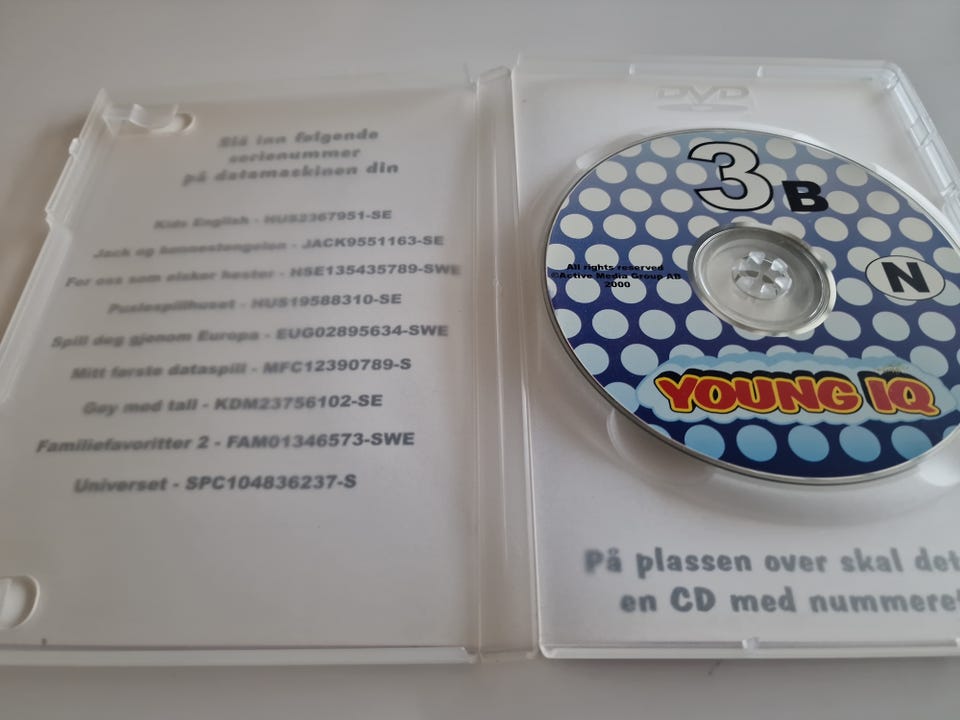 Slå inn følgende
serienummer
på datamaskinen din
Kids English - HUS2367951-SE
Jack og bønnestengelen - JACK9551163-SE
For oss som elsker hester - HSE135435789-SWE
Puslespillhuset - HUS19588310-SE
Spill deg gjenom Europa - EUG02895634-SWE
Mitt første dataspill - MFC12390789-S
Gøy med tall - KDM23756102-SE
Familiefavoritter 2 - FAM01346573-SWE
Universet - SPC104836237-S
DVD
3 B
N
All rights reserved
©Active Media Group AB
2000
YOUNG IQ
På plassen over skal det
en CD med nummeret